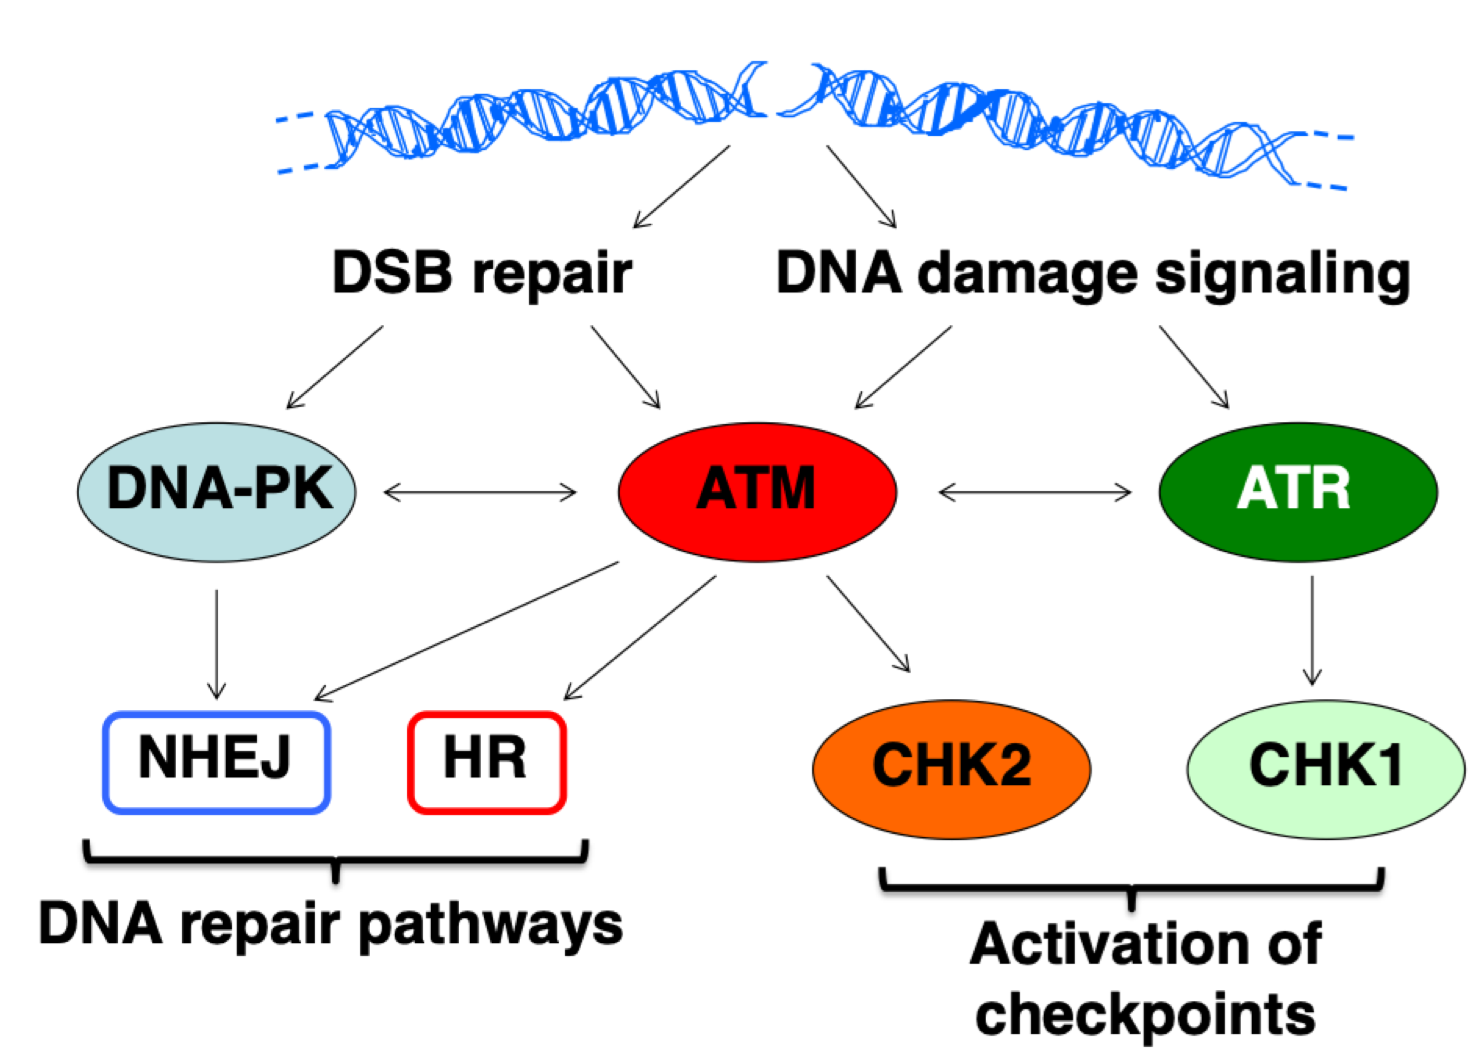 DSB repair
DNA damage signaling
DNA-PK
ATM
ATR
NHEJ
HR
CHK2
CHK1
DNA repair pathways
Activation of
checkpoints